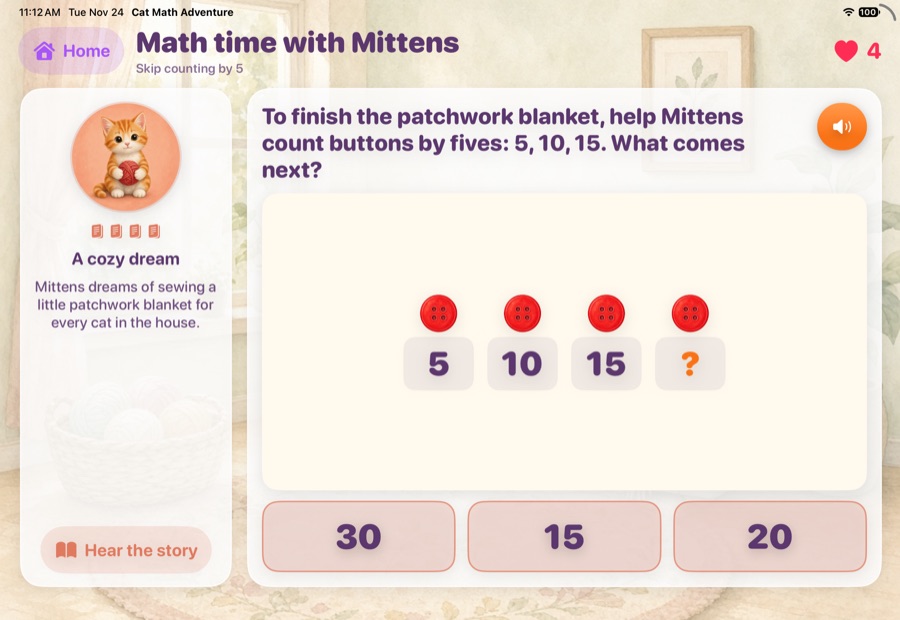 11:12 AM Tue Nov 24 Cat Math Adventure
100
Home
Math time with Mittens
Skip counting by 5
4
A cozy dream
Mittens dreams of sewing a
little patchwork blanket for
every cat in the house.
Hear the story
To finish the patchwork blanket, help Mittens
count buttons by fives: 5, 10, 15. What comes
next?
5 10 15 ?
30 15 20